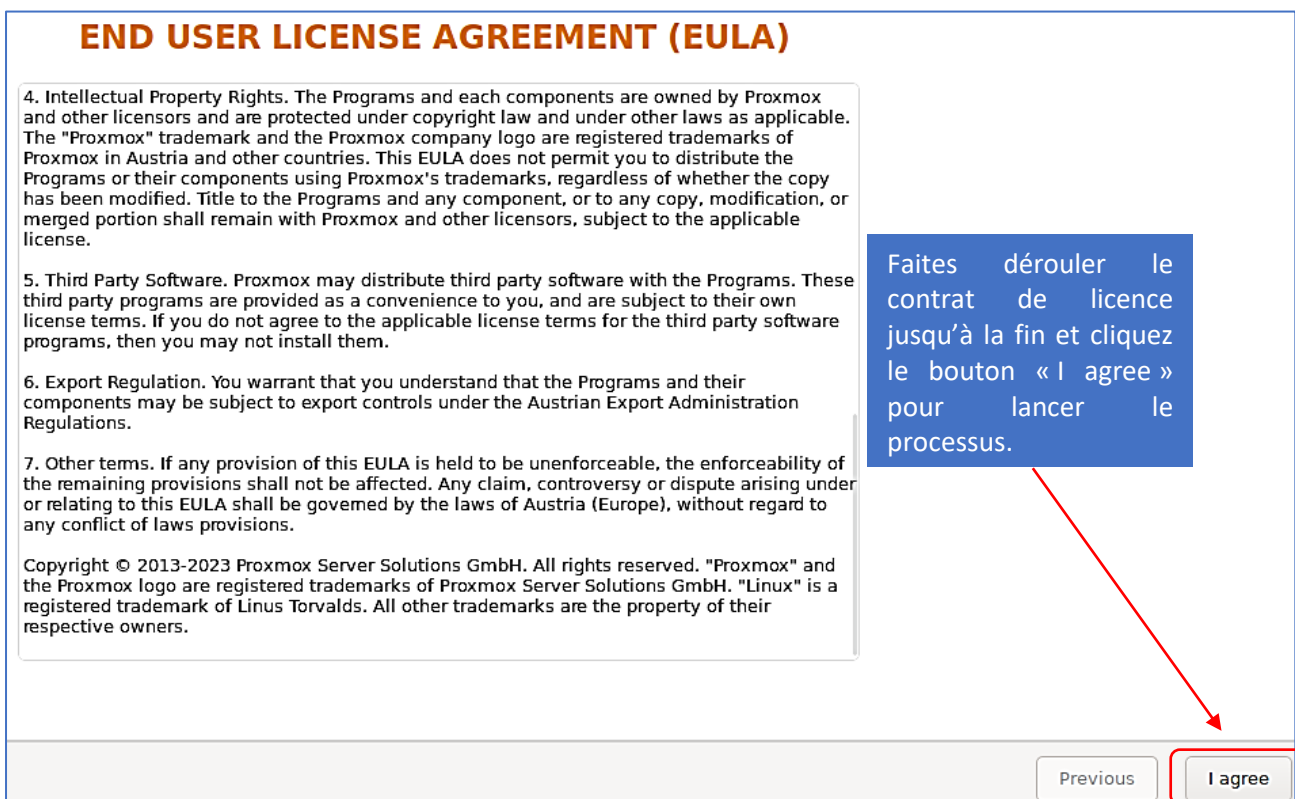 END USER LICENSE AGREEMENT (EULA)
4. Intellectual Property Rights. The Programs and each components are owned by Proxmox
and other licensors and are protected under copyright law and under other laws as applicable.
The "Proxmox" trademark and the Proxmox company logo are registered trademarks of
Proxmox in Austria and other countries. This EULA does not permit you to distribute the
Programs or their components using Proxmox's trademarks, regardless of whether the copy
has been modified. Title to the Programs and any component, or to any copy, modification, or
merged portion shall remain with Proxmox and other licensors, subject to the applicable
license.
5. Third Party Software. Proxmox may distribute third party software with the Programs. These
third party programs are provided as a convenience to you, and are subject to their own
license terms. If you do not agree to the applicable license terms for the third party software
programs, then you may not install them.
6. Export Regulation. You warrant that you understand that the Programs and their
components may be subject to export controls under the Austrian Export Administration
Regulations.
7. Other terms. If any provision of this EULA is held to be unenforceable, the enforceability of
the remaining provisions shall not be affected. Any claim, controversy or dispute arising under
or relating to this EULA shall be governed by the laws of Austria (Europe), without regard to
any conflict of laws provisions.
Copyright © 2013-2023 Proxmox Server Solutions GmbH. All rights reserved. "Proxmox" and
the Proxmox logo are registered trademarks of Proxmox Server Solutions GmbH. "Linux" is a
registered trademark of Linus Torvalds. All other trademarks are the property of their
respective owners.
Faites dérouler le
contrat de licence
jusqu’à la fin et cliquez
le bouton « I agree »
pour lancer le
processus.
Previous
I agree